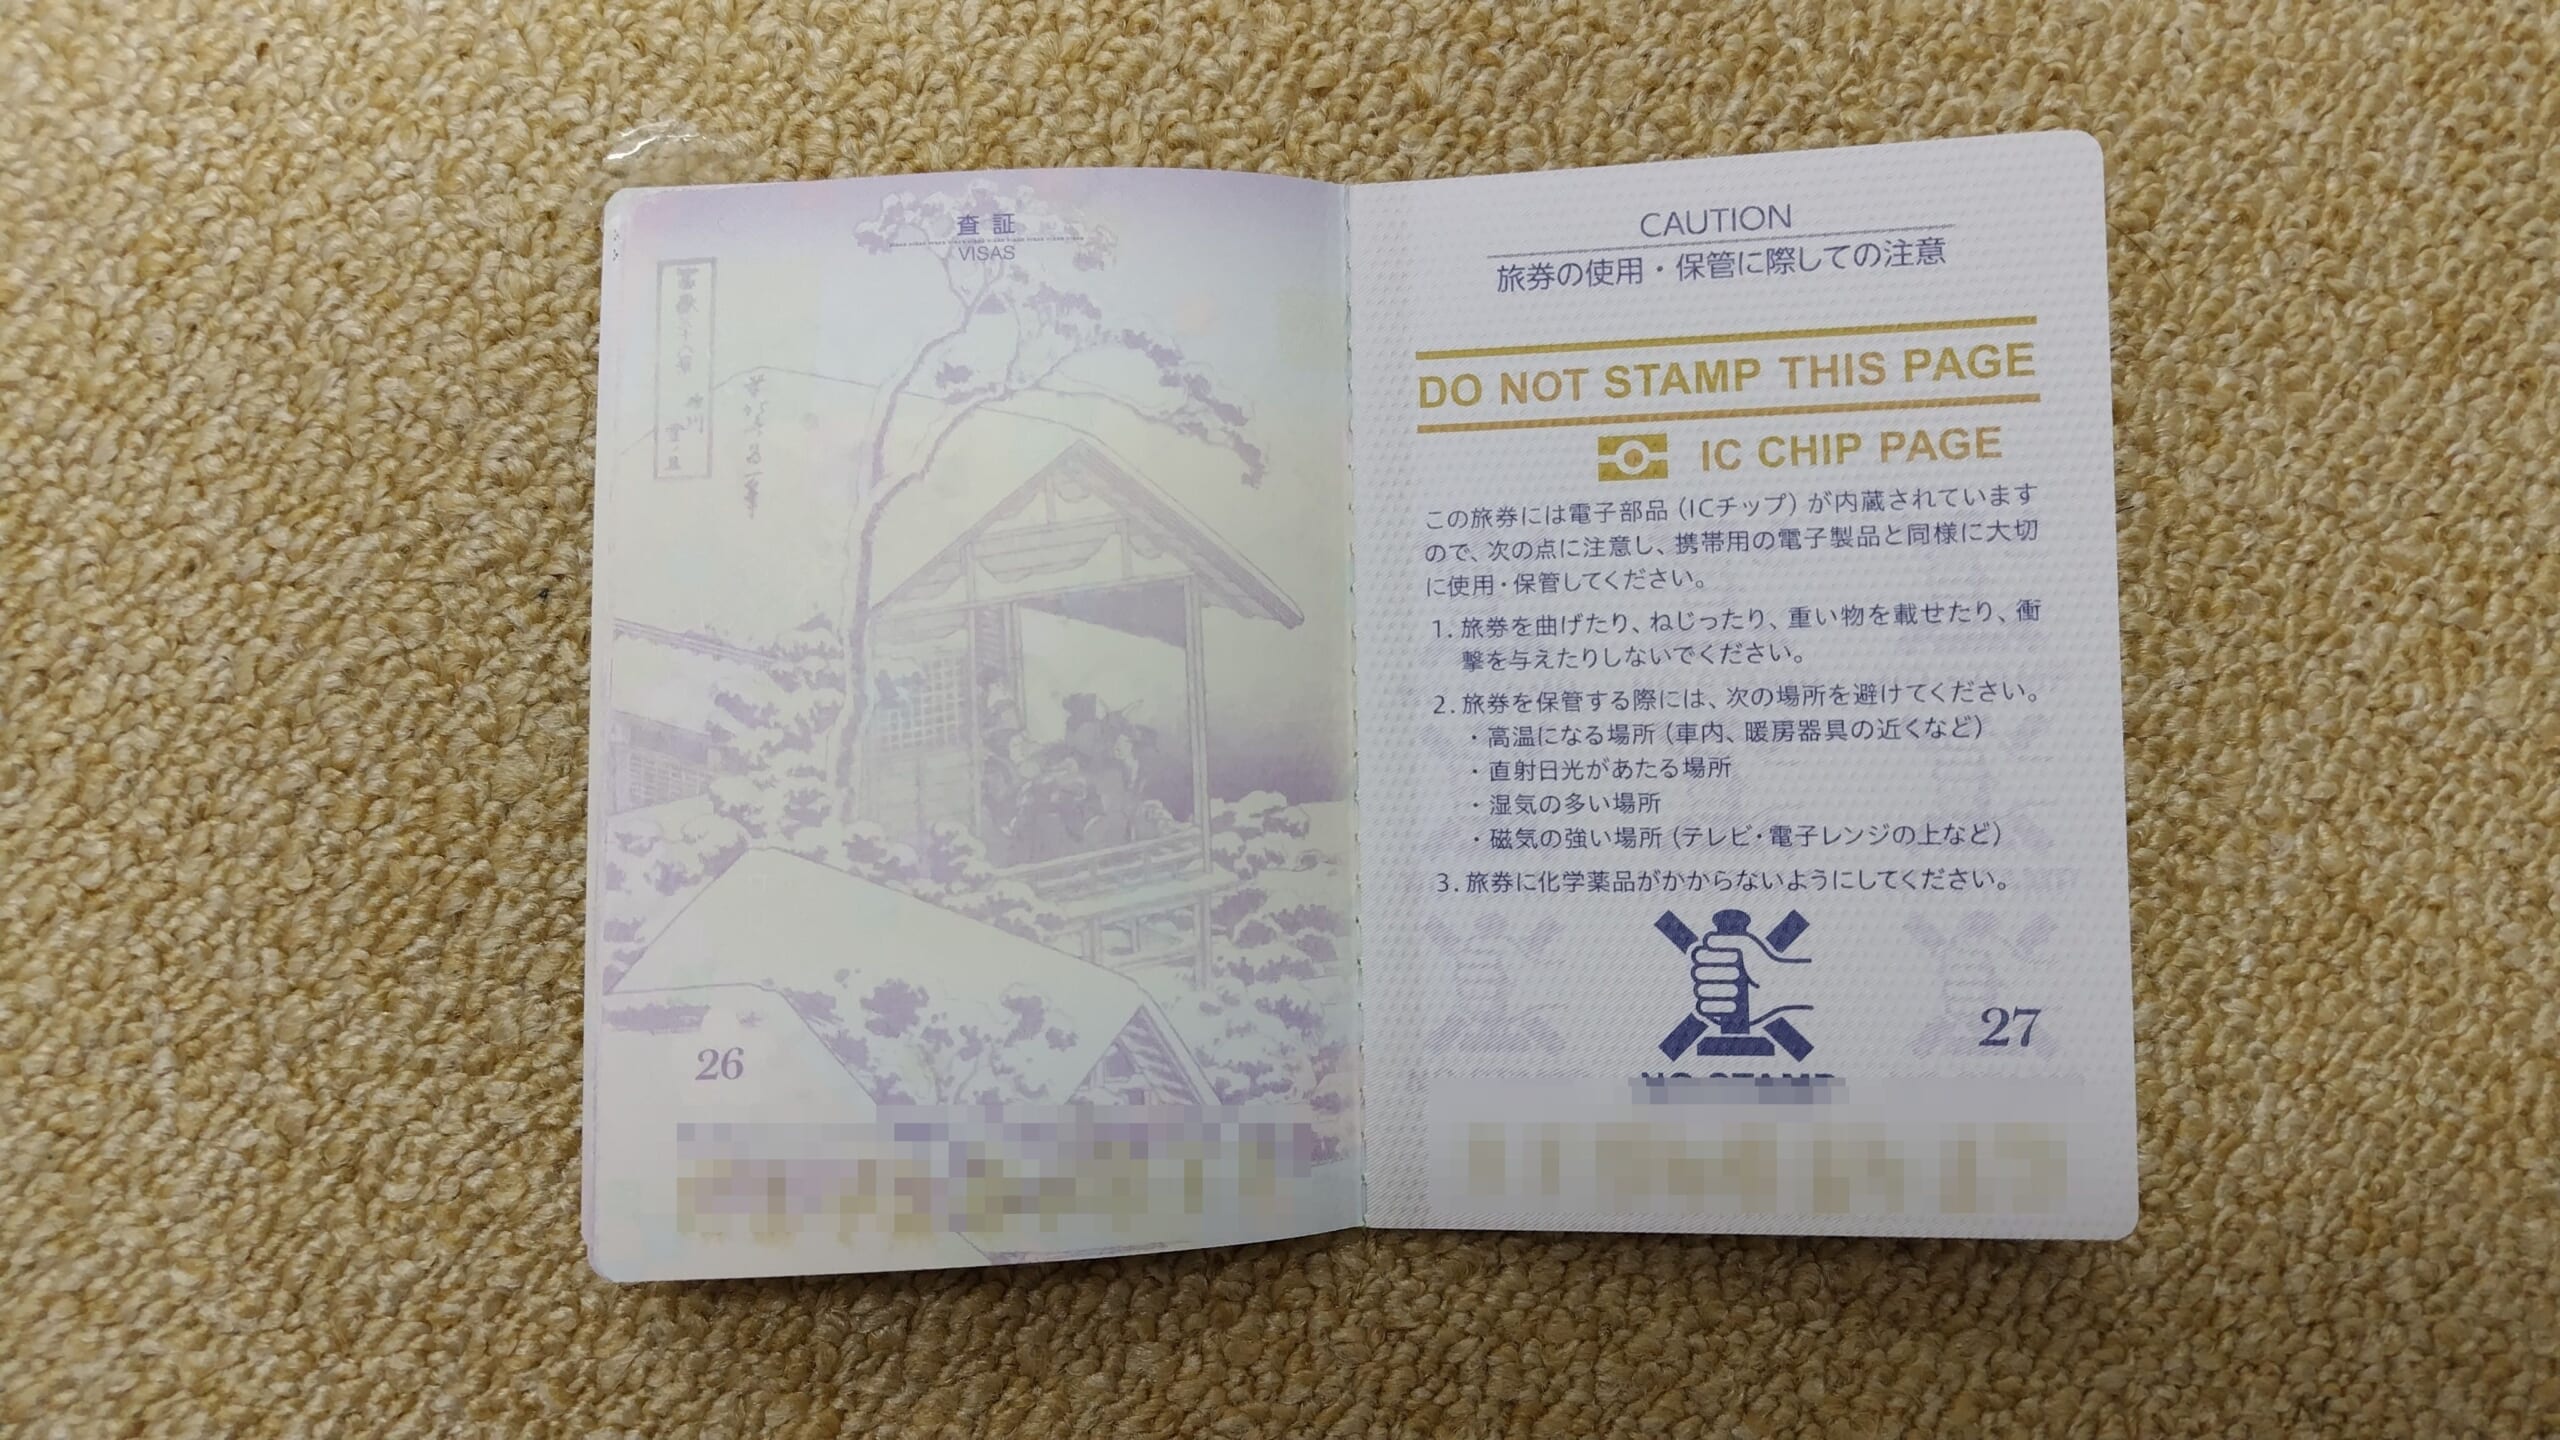 査証
VISAS
26
CAUTION
旅券の使用・保管に際しての注意
DO NOT STAMP THIS PAGE
IC CHIP PAGE
この旅券には電子部品（ICチップ）が内蔵されています
ので、次の点に注意し、携帯用の電子製品と同様に大切
に使用・保管してください。
1. 旅券を曲げたり、ねじったり、重い物を載せたり、衝
撃を与えたりしないでください。
2. 旅券を保管する際には、次の場所を避けてください。
・高温になる場所（車内、暖房器具の近くなど）
・直射日光があたる場所
・湿気の多い場所
・磁気の強い場所（テレビ・電子レンジの上など）
3. 旅券に化学薬品がかからないようにしてください。
27